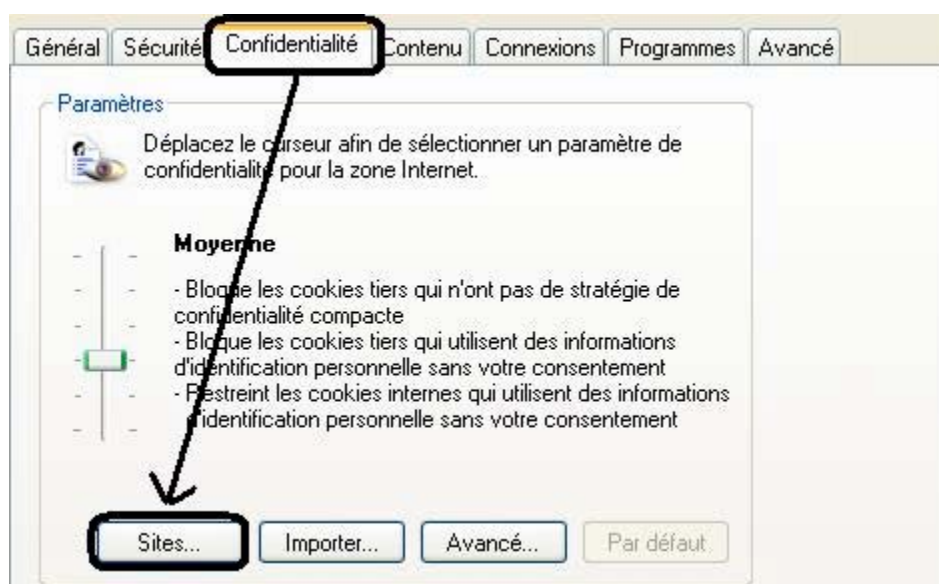 Général Sécurité Confidentialité Contenu Connexions Programmes Avancé
Paramètres
Déplacez le curseur afin de sélectionner un paramètre de
confidentialité pour la zone Internet.
Moyenne
- Bloque les cookies tiers qui n'ont pas de stratégie de
confidentialité compacte
- Bloque les cookies tiers qui utilisent des informations
d'identification personnelle sans votre consentement
- Restreint les cookies internes qui utilisent des informations
d'identification personnelle sans votre consentement
Sites... Importer... Avancé... Par défaut